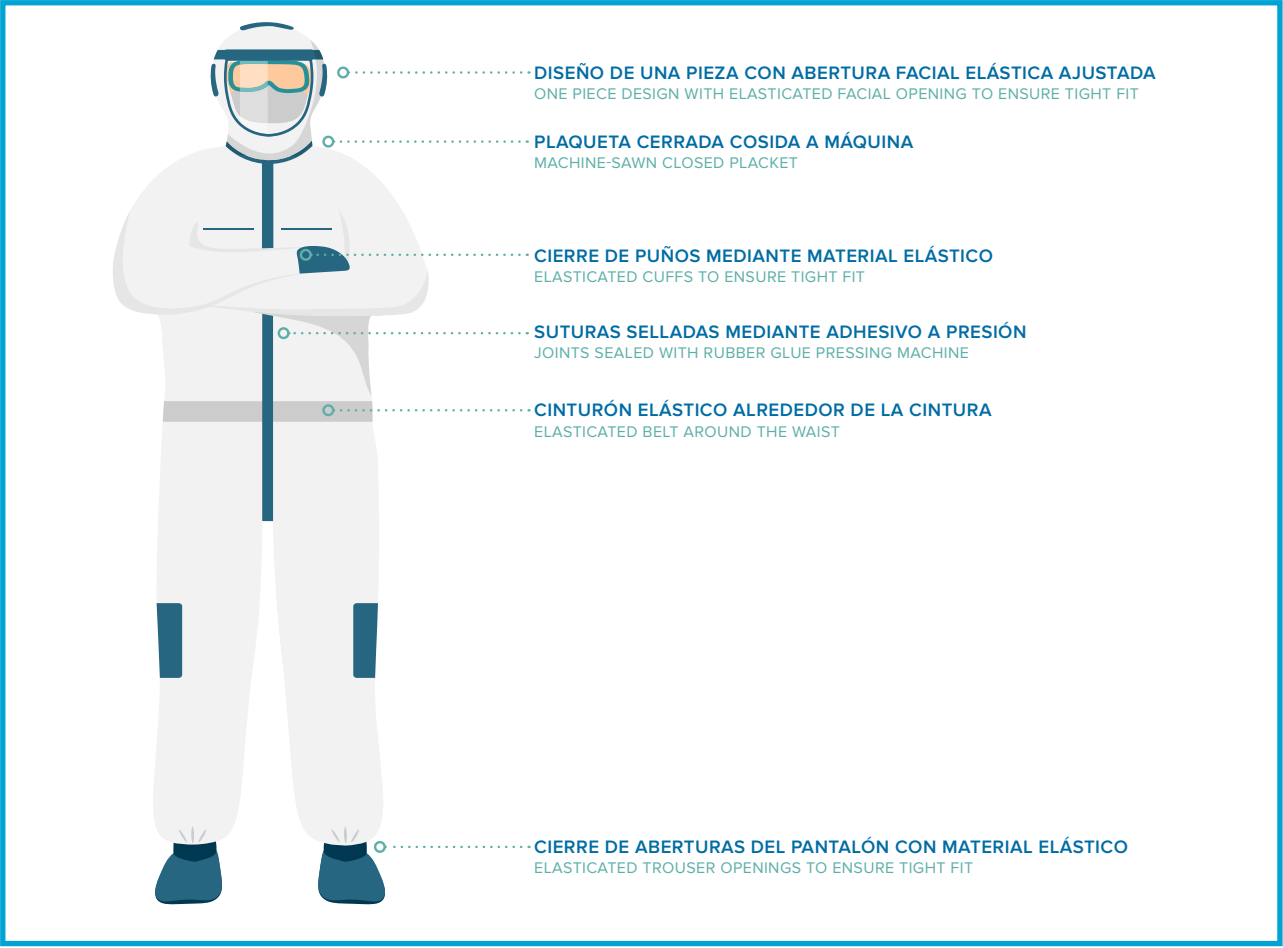 DISEÑO DE UNA PIEZA CON ABERTURA FACIAL ELÁSTICA AJUSTADA
ONE PIECE DESIGN WITH ELASTICATED FACIAL OPENING TO ENSURE TIGHT FIT
PLAQUETA CERRADA COSIDA A MÁQUINA
MACHINE-SAWN CLOSED PLACKET
CIERRE DE PUÑOS MEDIANTE MATERIAL ELÁSTICO
ELASTICATED CUFFS TO ENSURE TIGHT FIT
SUTURAS SELLADAS MEDIANTE ADHESIVO A PRESIÓN
JOINTS SEALED WITH RUBBER GLUE PRESSING MACHINE
CINTURÓN ELÁSTICO ALREDEDOR DE LA CINTURA
ELASTICATED BELT AROUND THE WAIST
CIERRE DE ABERTURAS DEL PANTALÓN CON MATERIAL ELÁSTICO
ELASTICATED TROUSER OPENINGS TO ENSURE TIGHT FIT